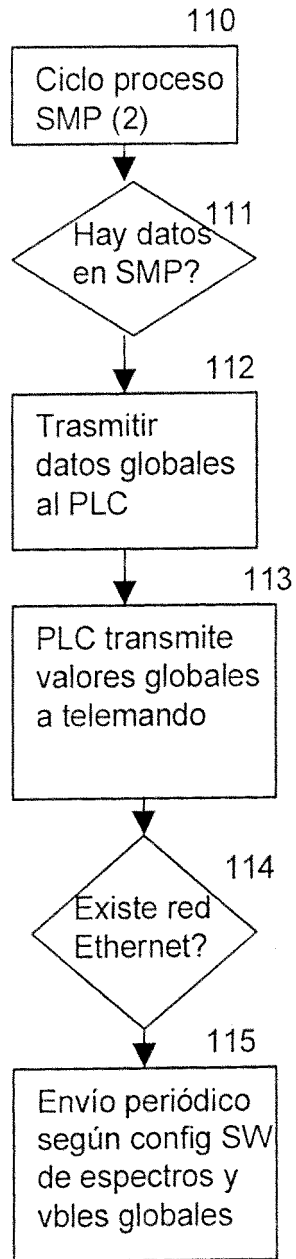 110
Ciclo proceso
SMP (2)
111
Hay datos
en SMP?
112
Trasmitir
datos globales
al PLC
113
PLC transmite
valores globales
a telemando
114
Existe red
Ethernet?
115
Envío periódico
según config SW
de espectros y
vbles globales